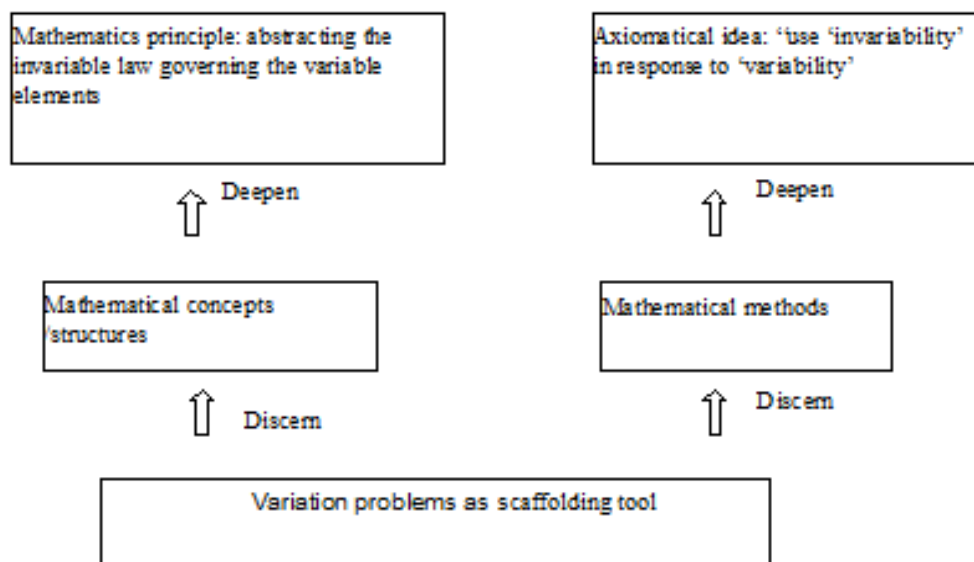 Mathematics principle: abstracting the
invariable law governing the variable
elements
Axiomatical idea: “use ‘invariability’
in response to ‘variability’
Deepen
Deepen
Mathematical concepts
/structures
Mathematical methods
Discern
Discern
Variation problems as scaffolding tool